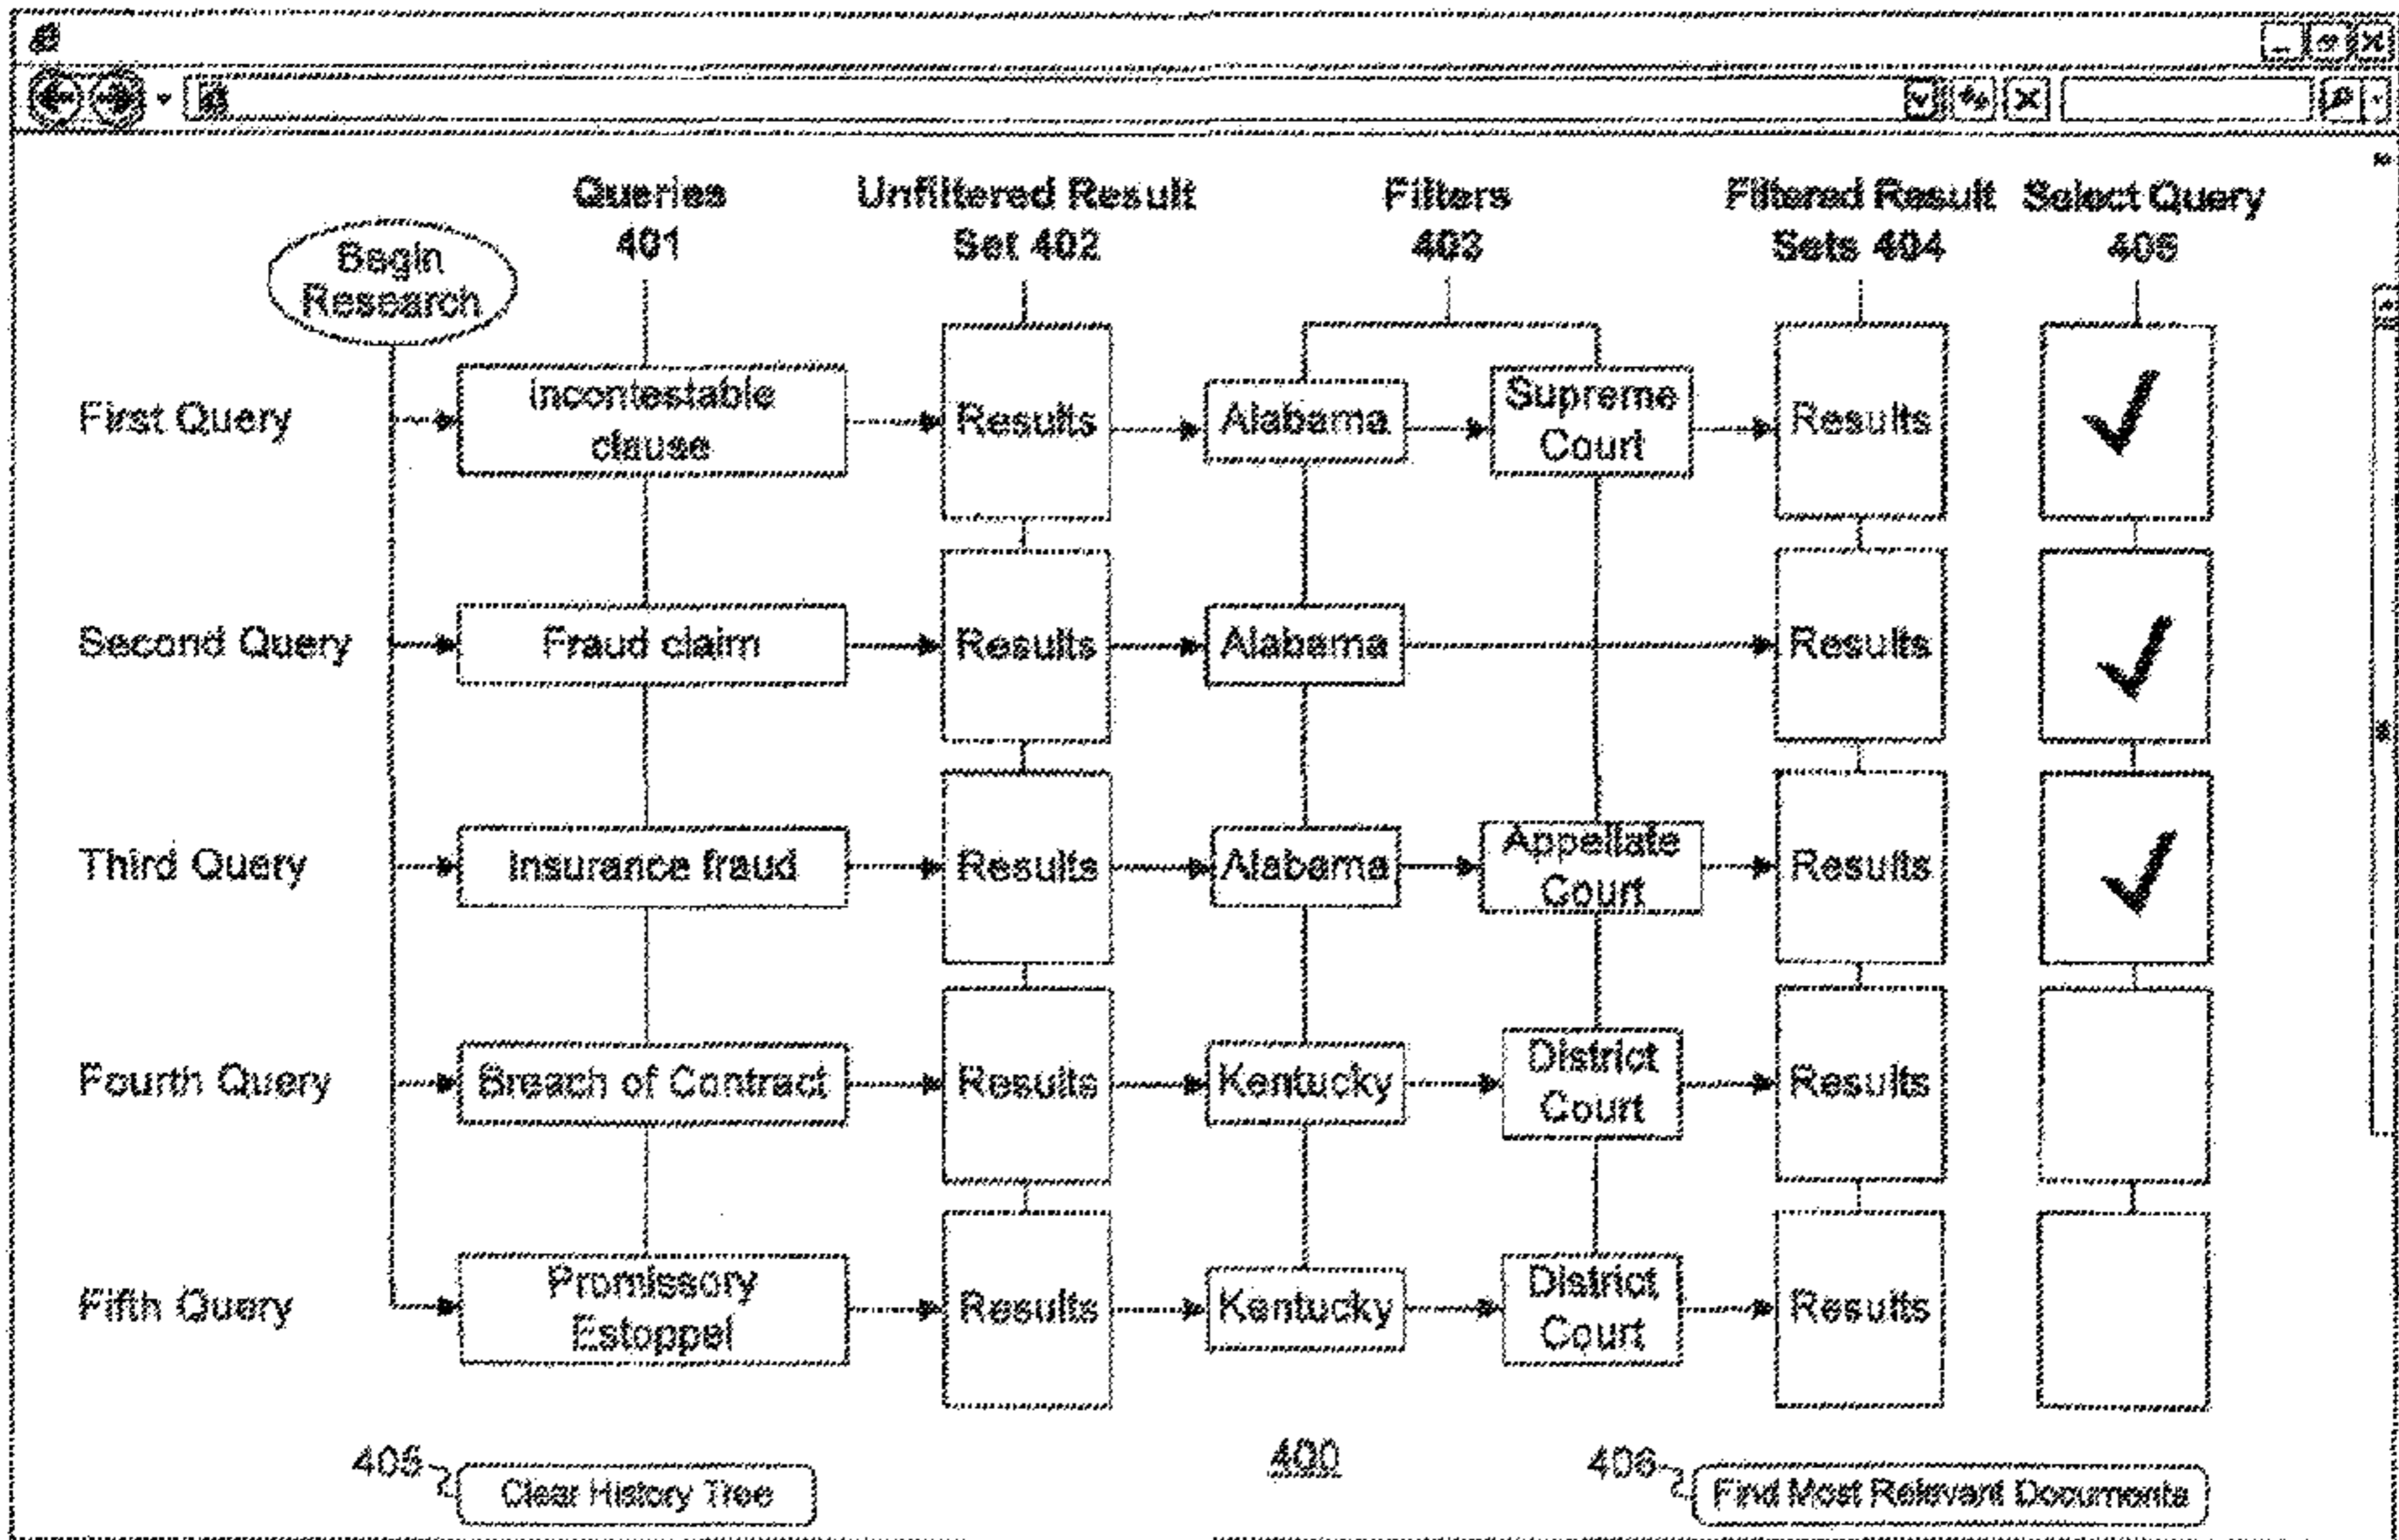 Queries
401
Unfiltered Result
Set 402
Filters
403
Filtered Result
Sets 404
Select Query
405
Begin
Research
First Query
Incontestable
clause
Results
Alabama
Supreme
Court
Results
Second Query
Fraud claim
Results
Alabama
Results
Third Query
Insurance fraud
Results
Alabama
Appellate
Court
Results
Fourth Query
Breach of Contract
Results
Kentucky
District
Court
Results
Fifth Query
Promissory
Estoppel
Results
Kentucky
District
Court
Results
405
Clear History Tree
400
406
Find Most Relevant Documents